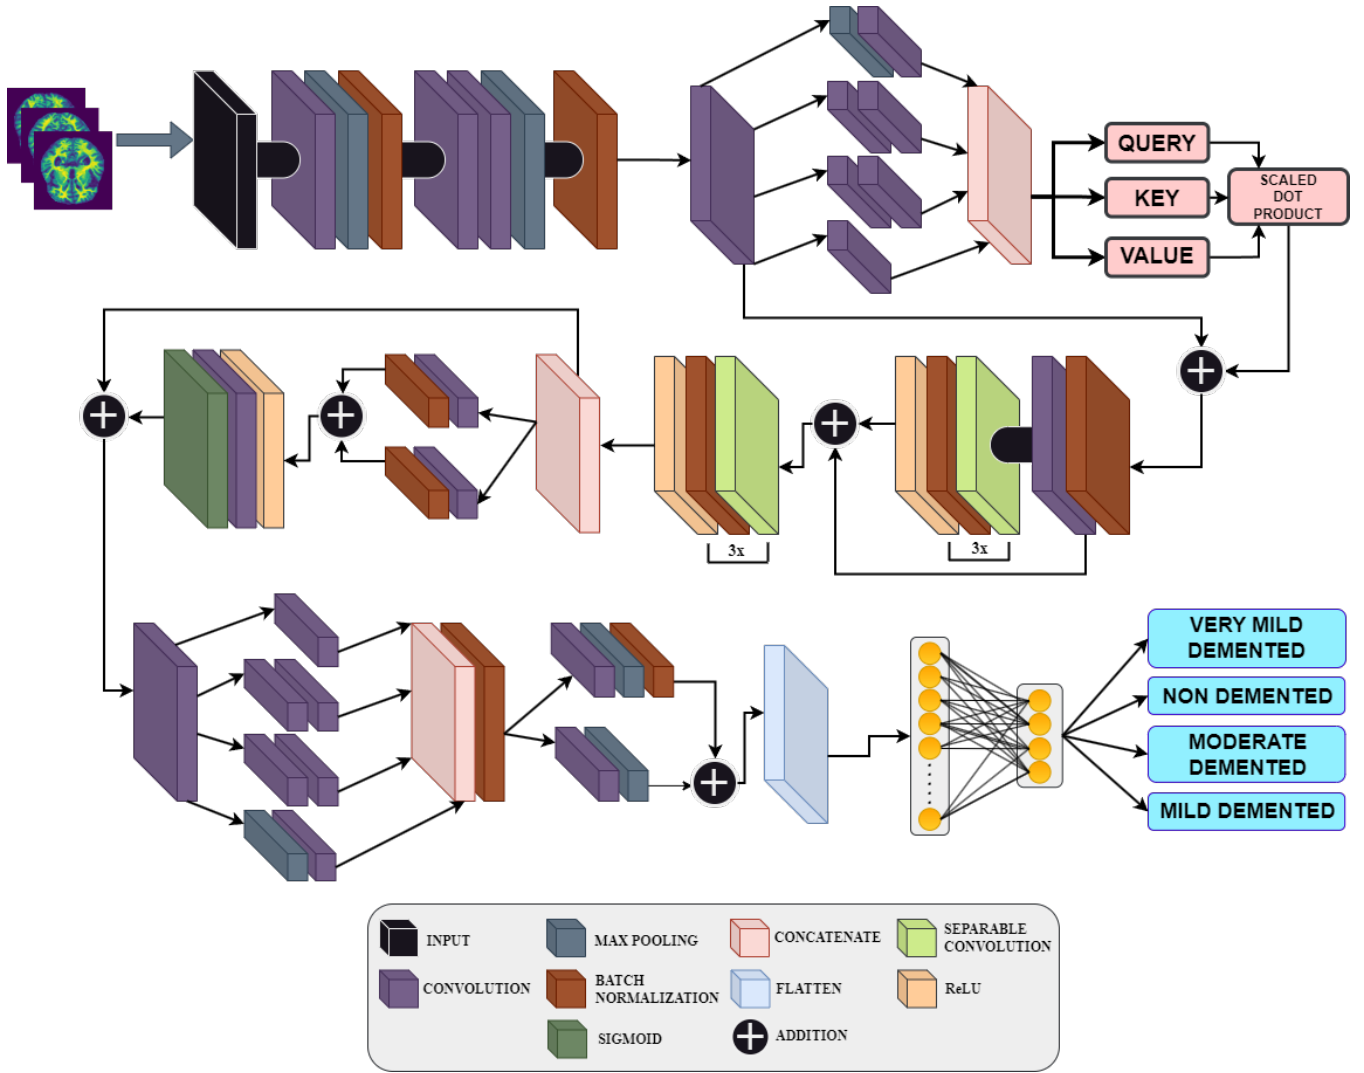 QUERY
KEY
VALUE
SCALED
DOT
PRODUCT
3x
3x
VERY MILD
DEMENTED
NON DEMENTED
MODERATE
DEMENTED
MILD DEMENTED
INPUT
MAX POOLING
CONCATENATE
SEPARABLE
CONVOLUTION
CONVOLUTION
BATCH
NORMALIZATION
FLATTEN
ReLU
SIGMOID
ADDITION